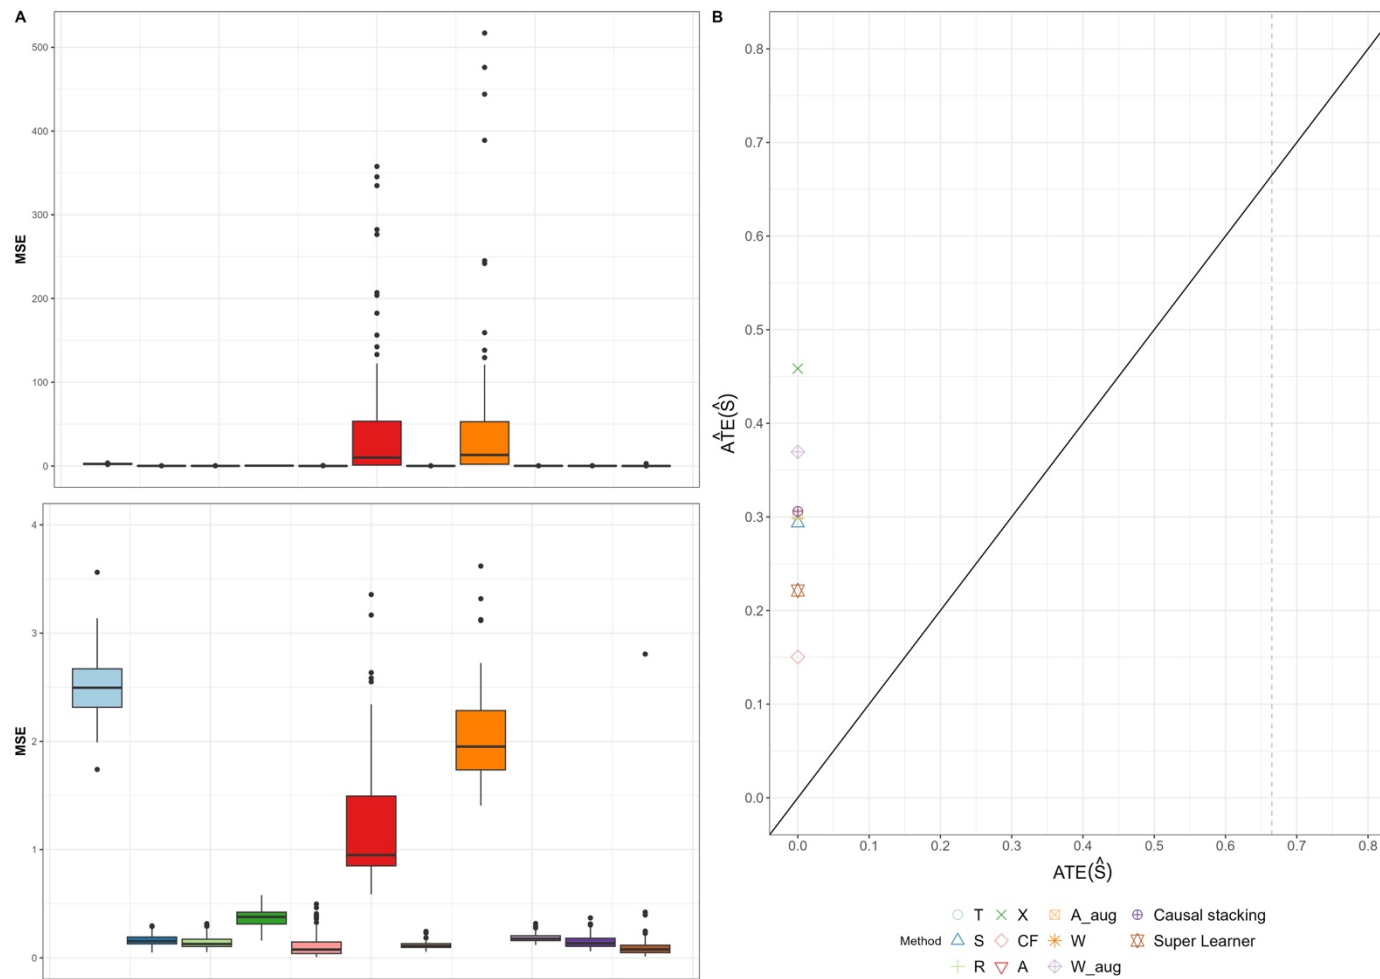 A
500
400
300
200
100
0
MSE
4
3
2
1
0
MSE
B
0.8
0.7
0.6
0.5
0.4
0.3
0.2
0.1
0.0
ATÊ(Ŝ)
0.0 0.1 0.2 0.3 0.4 0.5 0.6 0.7 0.8
ATE(Ŝ)
T X A_aug Causal stacking
Method S CF W Super Learner
R A W_aug